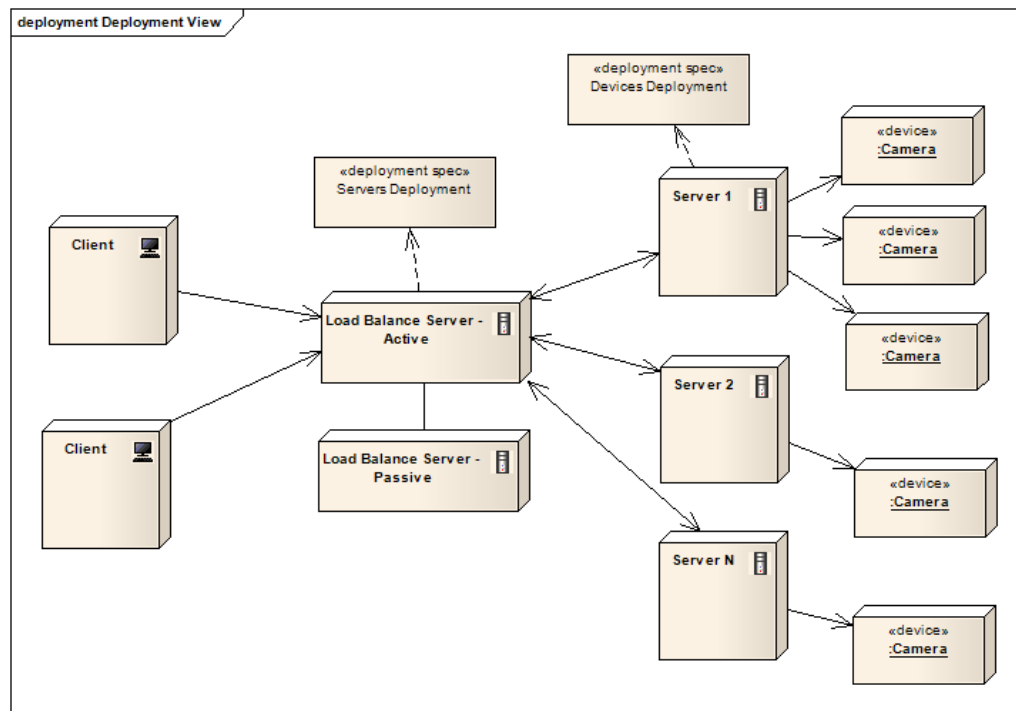 deployment Deployment View
«deployment spec»
Devices Deployment
«device»
:Camera
«deployment spec»
Servers Deployment
Server 1
«device»
:Camera
Client
Load Balance Server -
Active
«device»
:Camera
Server 2
Client
Load Balance Server -
Passive
«device»
:Camera
Server N
«device»
:Camera